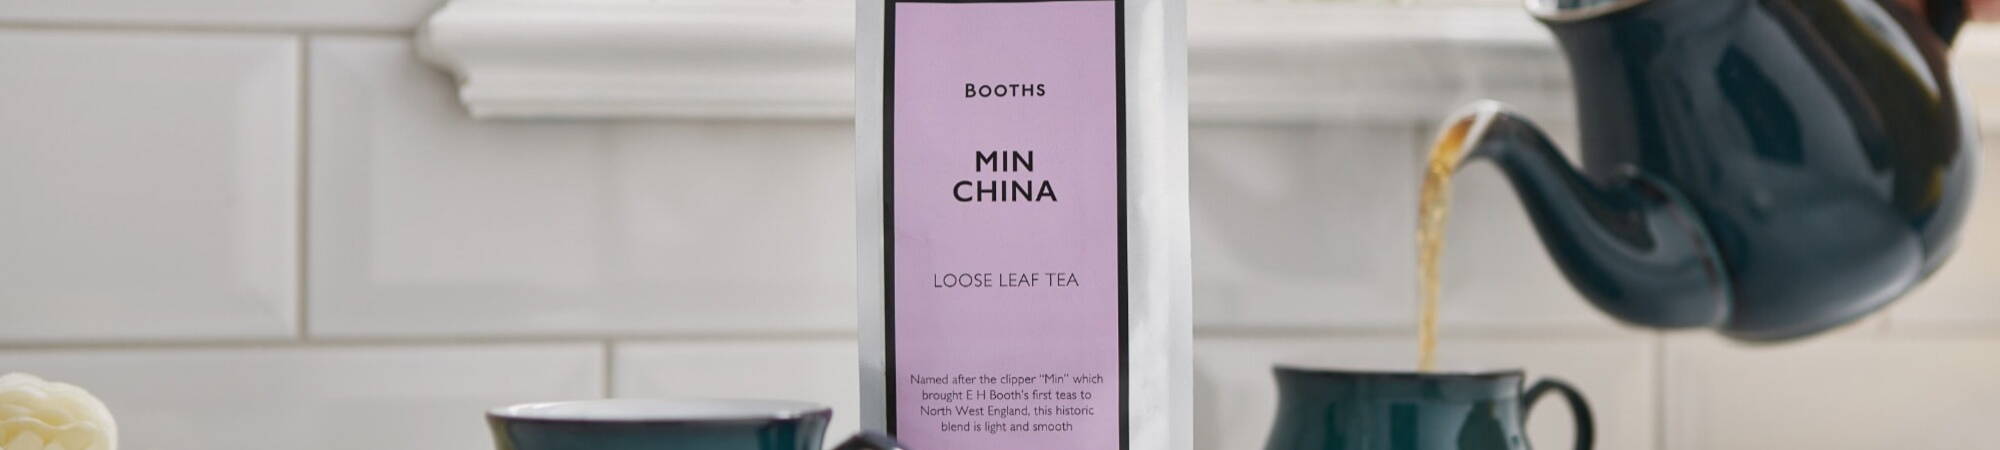 BOOTHS
MIN
CHINA
LOOSE LEAF TEA
Named after the clipper “Min” which
brought E H Booth's first teas to
North West England, this historic
blend is light and smooth